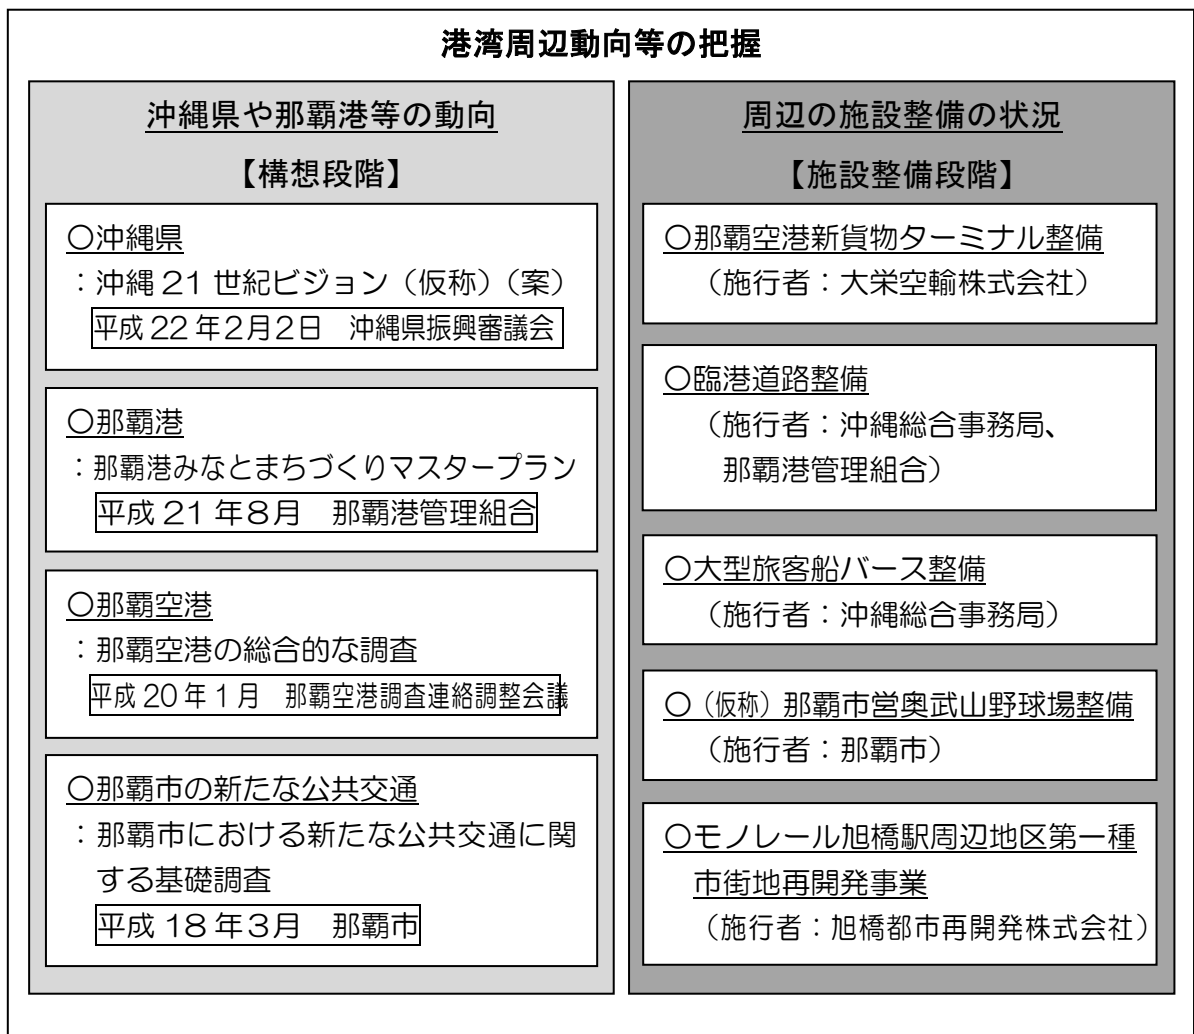 港湾周辺動向等の把握
沖縄県や那覇港等の動向
【構想段階】
○沖縄県
：沖縄21世紀ビジョン（仮称）（案）
平成22年2月2日　沖縄県振興審議会
○那覇港
：那覇港みなとまちづくりマスタープラン
平成21年8月　那覇港管理組合
○那覇空港
：那覇空港の総合的な調査
平成20年1月　那覇空港調査連絡調整会議
○那覇市の新たな公共交通
：那覇市における新たな公共交通に関
する基礎調査
平成18年3月　那覇市
周辺の施設整備の状況
【施設整備段階】
○那覇空港新貨物ターミナル整備
（施行者：大栄空輸株式会社）
○臨港道路整備
（施行者：沖縄総合事務局、
那覇港管理組合）
○大型旅客船バース整備
（施行者：沖縄総合事務局）
○（仮称）那覇市営奥武山野球場整備
（施行者：那覇市）
○モノレール旭橋駅周辺地区第一種
市街地再開発事業
（施行者：旭橋都市再開発株式会社）